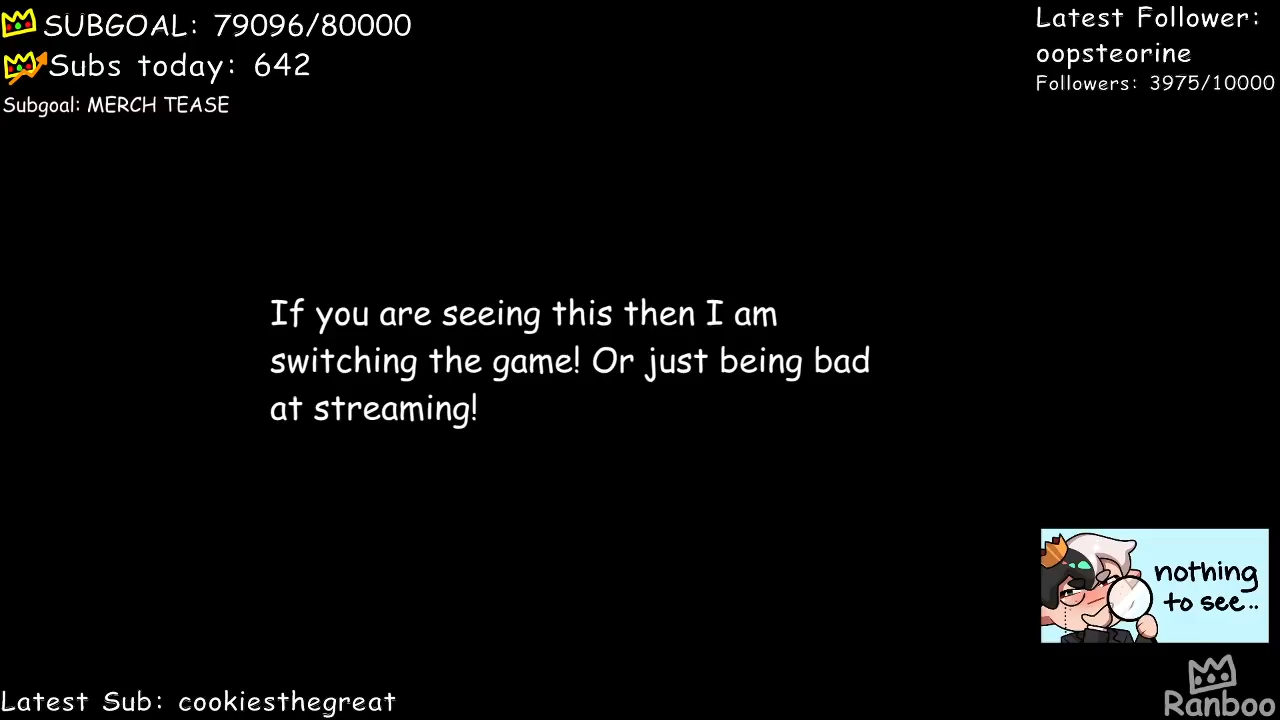 SUBGOAL: 79096/80000
Subs today: 642
Subgoal: MERCH TEASE
Latest Follower:
oopsteorine
Followers: 3975/10000
If you are seeing this then I am
switching the game! Or just being bad
at streaming!
nothing
to see..
Latest Sub: cookiesthegreat
Ranboo